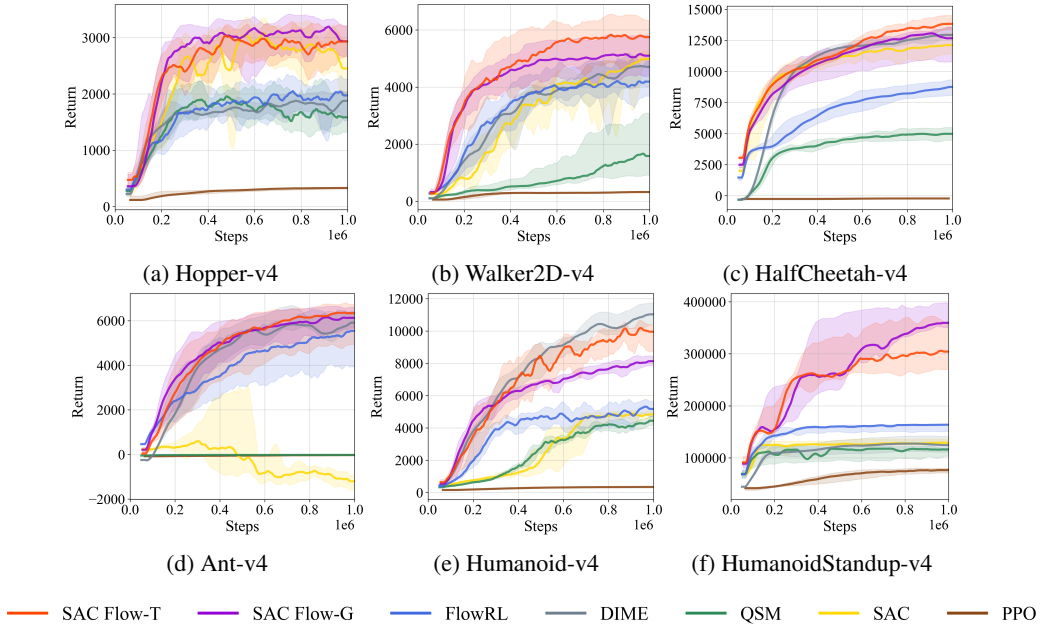 3000
2000
1000
0
Return
0.0 0.2 0.4 0.6 0.8 1.0
Steps
1e6
(a) Hopper-v4
6000
4000
2000
0
Return
0.0 0.2 0.4 0.6 0.8 1.0
Steps
1e6
(b) Walker2D-v4
15000
12500
10000
7500
5000
2500
0
Return
0.0 0.2 0.4 0.6 0.8 1.0
Steps
1e6
(c) HalfCheetah-v4
6000
4000
2000
0
−2000
Return
0.0 0.2 0.4 0.6 0.8 1.0
Steps
1e6
(d) Ant-v4
12000
10000
8000
6000
4000
2000
0
Return
0.0 0.2 0.4 0.6 0.8 1.0
Steps
1e6
(e) Humanoid-v4
400000
300000
200000
100000
Return
0.0 0.2 0.4 0.6 0.8 1.0
Steps
1e6
(f) HumanoidStandup-v4
SAC Flow-T SAC Flow-G FlowRL DIME QSM SAC PPO